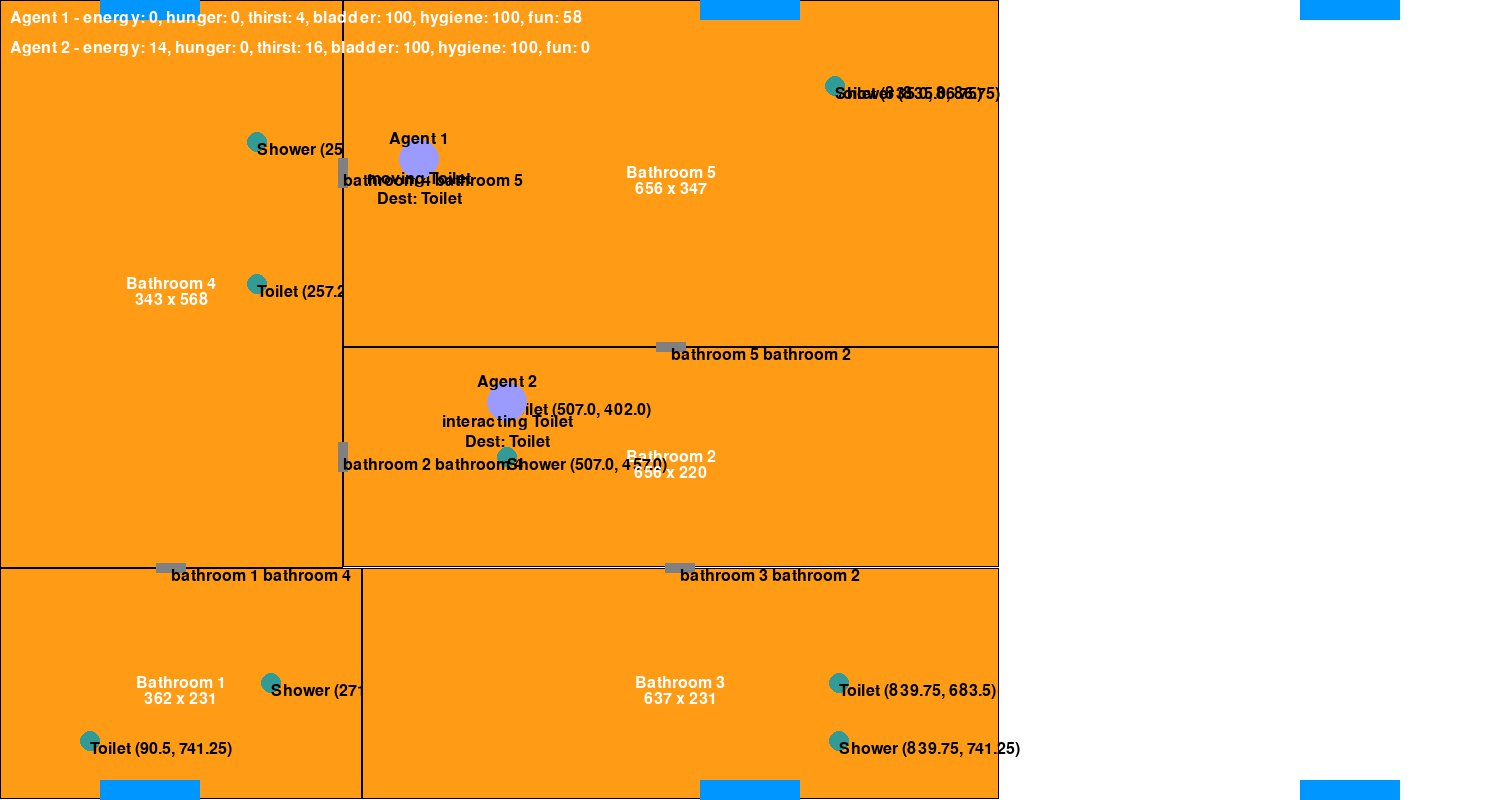 Agent 1 - energy: 0, hunger: 0, thirst: 4, bladder: 100, hygiene: 100, fun: 58
Agent 2 - energy: 14, hunger: 0, thirst: 16, bladder: 100, hygiene: 100, fun: 0
Agent 1
Shower (25
moving Toilet
bathroom 4 bathroom 5
Dest: Toilet
Bathroom 5
656 x 347
Bathroom 4
343 x 568
Toilet (257.2
bathroom 5 bathroom 2
Agent 2
ilet (507.0, 402.0)
interacting Toilet
Dest: Toilet
bathroom 2 bathroom 4
Shower (507.0, 457.0)
Bathroom 2
656 x 220
bathroom 1 bathroom 4
bathroom 3 bathroom 2
Bathroom 1
362 x 231
Shower (271
Toilet (90.5, 741.25)
Bathroom 3
637 x 231
Toilet (839.75, 683.5)
Shower (839.75, 741.25)